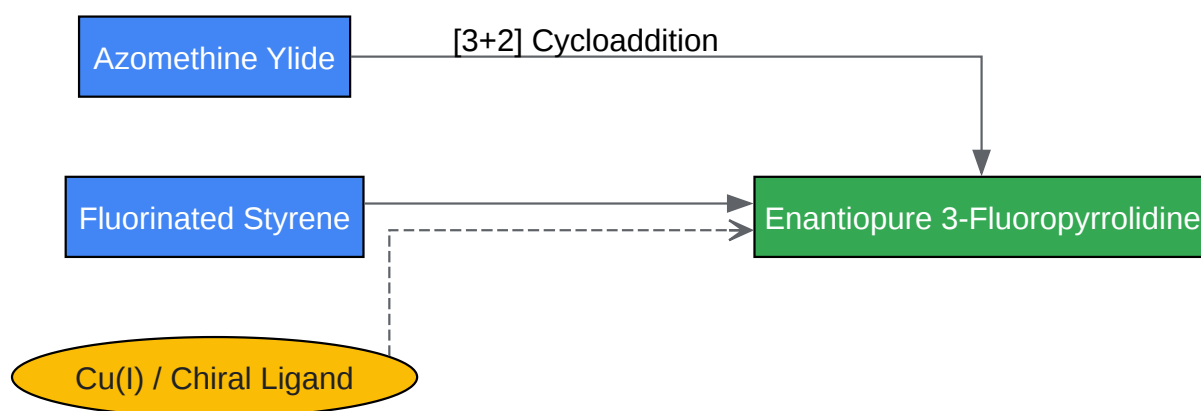 Azomethine Ylide
[3+2] Cycloaddition
Fluorinated Styrene
Enantiopure 3-Fluoropyrrolidine
Cu(I) / Chiral Ligand